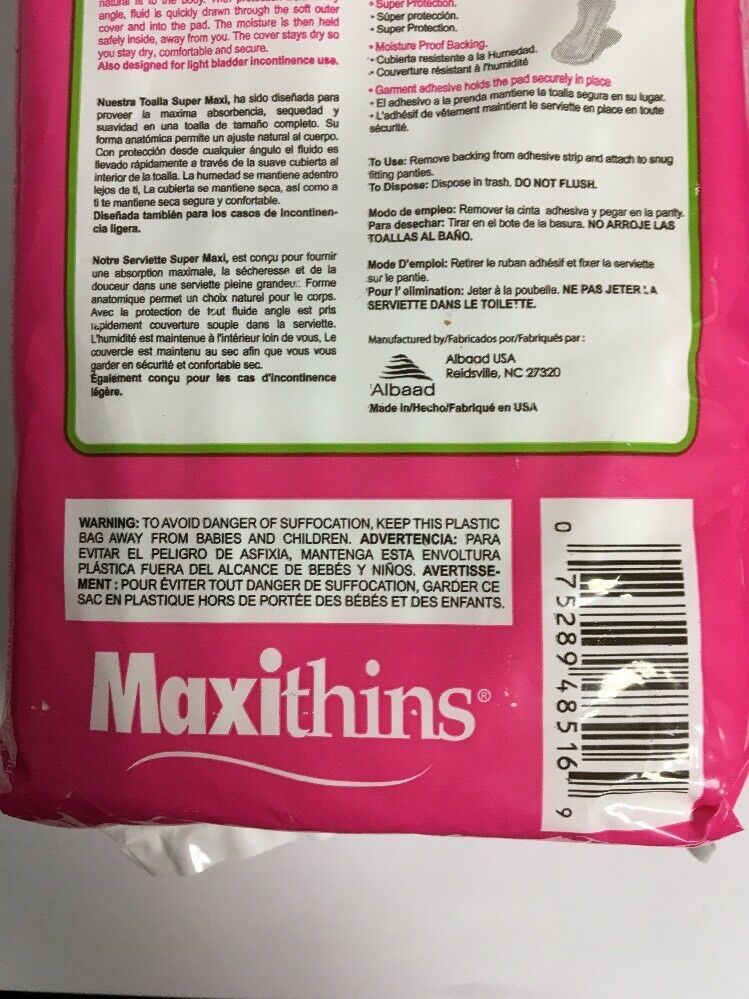 natural fit to the body. With
angle, fluid is quickly drawn through the soft outer
cover and into the pad. The moisture is then held
safely inside, away from you. The cover stays dry so
you stay dry, comfortable and secure.
Also designed for light bladder incontinence use.
Nuestra Toalla Super Maxi, ha sido diseñada para
proveer la maxima absorbencia, sequedad y
suavidad en una toalla de tamaño completo. Su
forma anatómica permite un ajuste natural al cuerpo.
Con protección desde cualquier ángulo el fluido es
llevado rápidamente a través de la suave cubierta al
interior de la toalla. La humedad se mantiene adentro
lejos de ti, La cubierta se mantiene seca, así como a
ti te mantiene seca segura y confortable.
Diseñada también para los casos de incontinen-
cia ligera.
Notre Serviette Super Maxi, est conçu pour fournir
une absorption maximale, la sécheresse et de la
douceur dans une serviette pleine grandeur. Forme
anatomique permet un choix naturel pour le corps.
Avec la protection de tout fluide angle est pris
rapidement couverture souple dans la serviette.
L'humidité est maintenue à l'intérieur loin de vous, Le
couvercle est maintenu au sec afin que vous vous
garder en sécurité et confortable sec.
Également conçu pour les cas d'incontinence
légère.
• Super Protection.
• Súper protección.
• Super Protection.
• Moisture Proof Backing.
• Cubierta resistente a la Humedad.
• Couverture résistant à l'humidité
• Garment adhesive holds the pad securely in place
• El adhesivo a la prenda mantiene la toalla segura en su lugar.
• L'adhésif de vêtement maintient le serviette en place en toute
sécurité.
To Use: Remove backing from adhesive strip and attach to snug
fitting panties.
To Dispose: Dispose in trash. DO NOT FLUSH.
Modo de empleo: Remover la cinta adhesiva y pegar en la panty.
Para desechar: Tirar en el bote de la basura. NO ARROJE LAS
TOALLAS AL BAÑO.
Mode D'emploi: Retirer le ruban adhésif et fixer la serviette
sur le pantie.
Pour l' elimination: Jeter à la poubelle. NE PAS JETER LA
SERVIETTE DANS LE TOILETTE.
Manufactured by/Fabricados por/Fabriqués par :
Albaad USA
Reidsville, NC 27320
Albaad
Made in/Hecho/Fabriqué en USA
WARNING: TO AVOID DANGER OF SUFFOCATION, KEEP THIS PLASTIC
BAG AWAY FROM BABIES AND CHILDREN. ADVERTENCIA: PARA
EVITAR EL PELIGRO DE ASFIXIA, MANTENGA ESTA ENVOLTURA
PLÁSTICA FUERA DEL ALCANCE DE BEBÉS Y NIÑOS. AVERTISSE-
MENT : POUR ÉVITER TOUT DANGER DE SUFFOCATION, GARDER CE
SAC EN PLASTIQUE HORS DE PORTÉE DES BÉBÉS ET DES ENFANTS.
Maxithins®
0 75289 48516 9